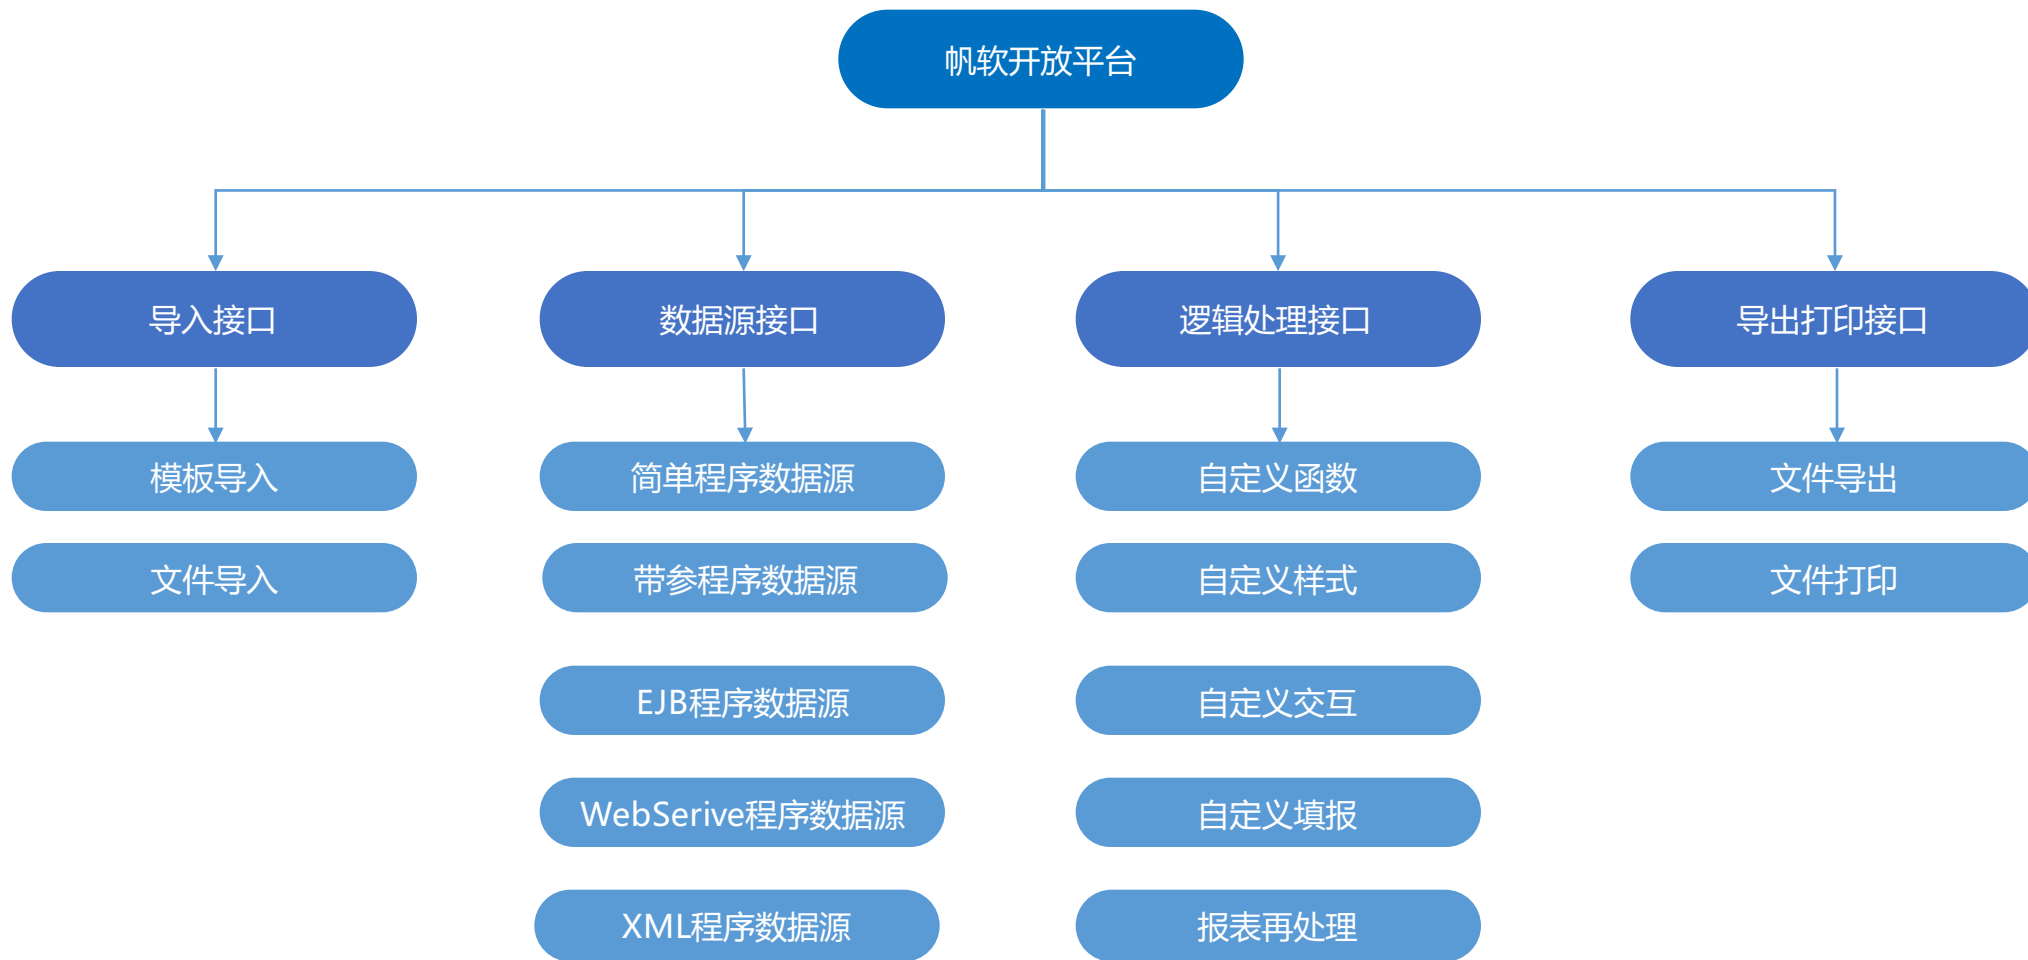 帆软开放平台
导入接口
数据源接口
逻辑处理接口
导出打印接口
模板导入
简单程序数据源
自定义函数
文件导出
文件导入
带参程序数据源
自定义样式
文件打印
EJB程序数据源
自定义交互
WebSerive程序数据源
自定义填报
XML程序数据源
报表再处理